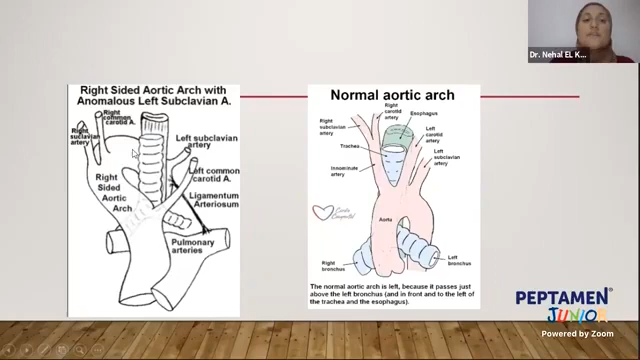 Dr. Nehal EL K...
Right Sided Aortic Arch with
Anomalous Left Subclavian A.
Right
common
carotid A.
Right
suclavian
artery
Left subclavian
artery
Left common
carotid A.
Ligamentum
Arteriosum
Right
Sided
Aortic
Arch
Pulmonary
arteries
Normal aortic arch
Right
carotid
artery
Esophagus
Right
subclavian
artery
Left
carotid
artery
Trachea
Left
subclavian
artery
Innominate
artery
Aorta
Right
bronchus
Left
bronchus
The normal aortic arch is left, because it passes just
above the left bronchus (and in front and to the left of
the trachea and the esophagus).
PEPTAMEN®
JUNIOR
Powered by Zoom